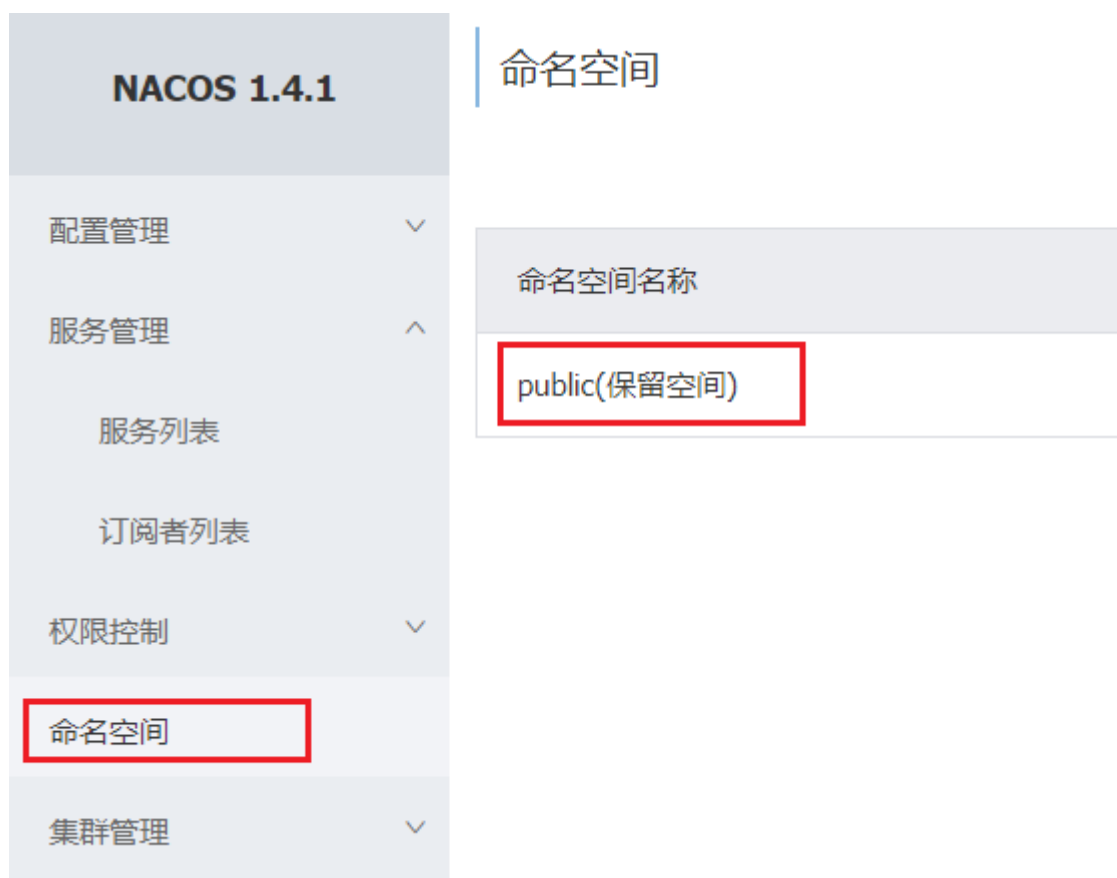 NACOS 1.4.1
配置管理
服务管理
服务列表
订阅者列表
权限控制
命名空间
集群管理
命名空间
命名空间名称
public(保留空间)